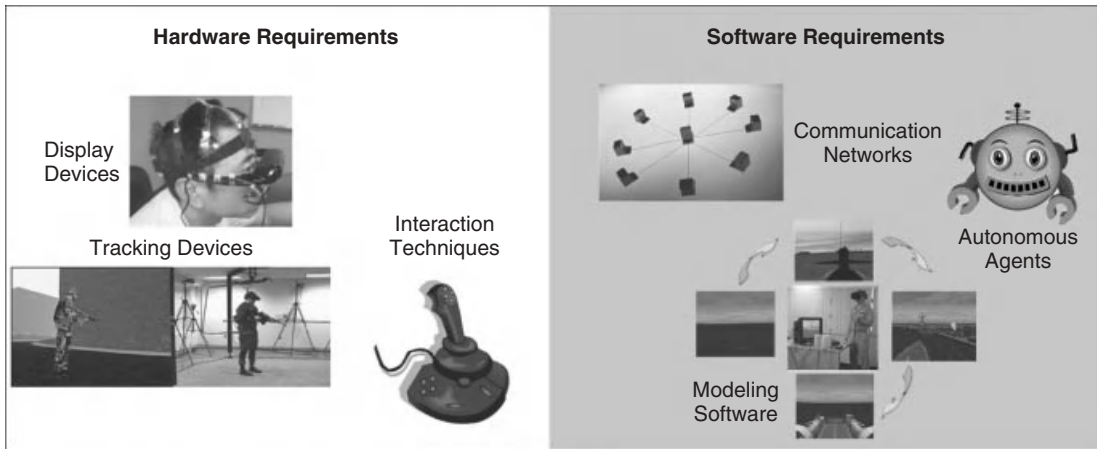 Hardware Requirements
Display
Devices
Tracking Devices
Interaction
Techniques
Software Requirements
Communication
Networks
Autonomous
Agents
Modeling
Software